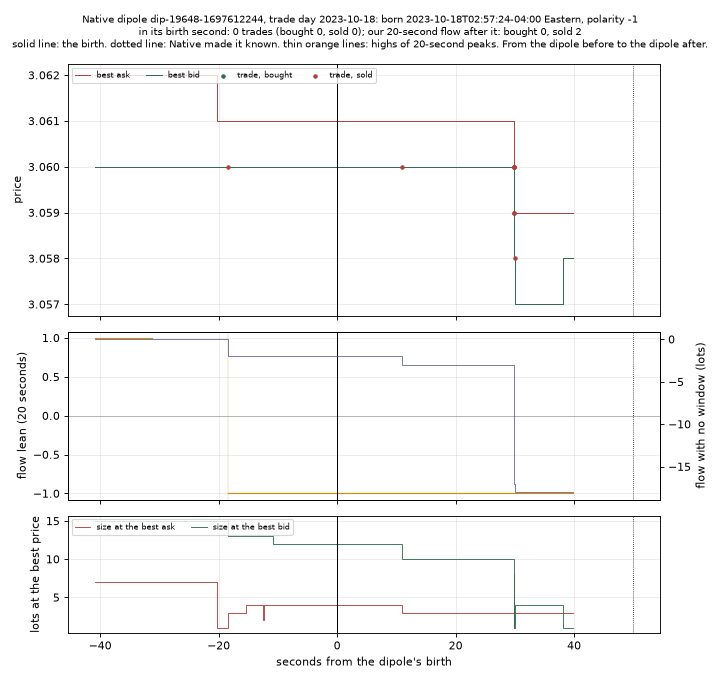 Native dipole dip-19648-1697612244, trade day 2023-10-18: born 2023-10-18T02:57:24-04:00 Eastern, polarity -1
in its birth second: 0 trades (bought 0, sold 0); our 20-second flow after it: bought 0, sold 2
solid line: the birth. dotted line: Native made it known. thin orange lines: highs of 20-second peaks. From the dipole before to the dipole after.
best ask best bid trade, bought trade, sold
3.062
3.061
3.060
3.059
3.058
3.057
price
1.0
0.5
0.0
−0.5
−1.0
flow lean (20 seconds)
0
−5
−10
−15
flow with no window (lots)
size at the best ask size at the best bid
15
10
5
lots at the best price
−40 −20 0 20 40
seconds from the dipole's birth